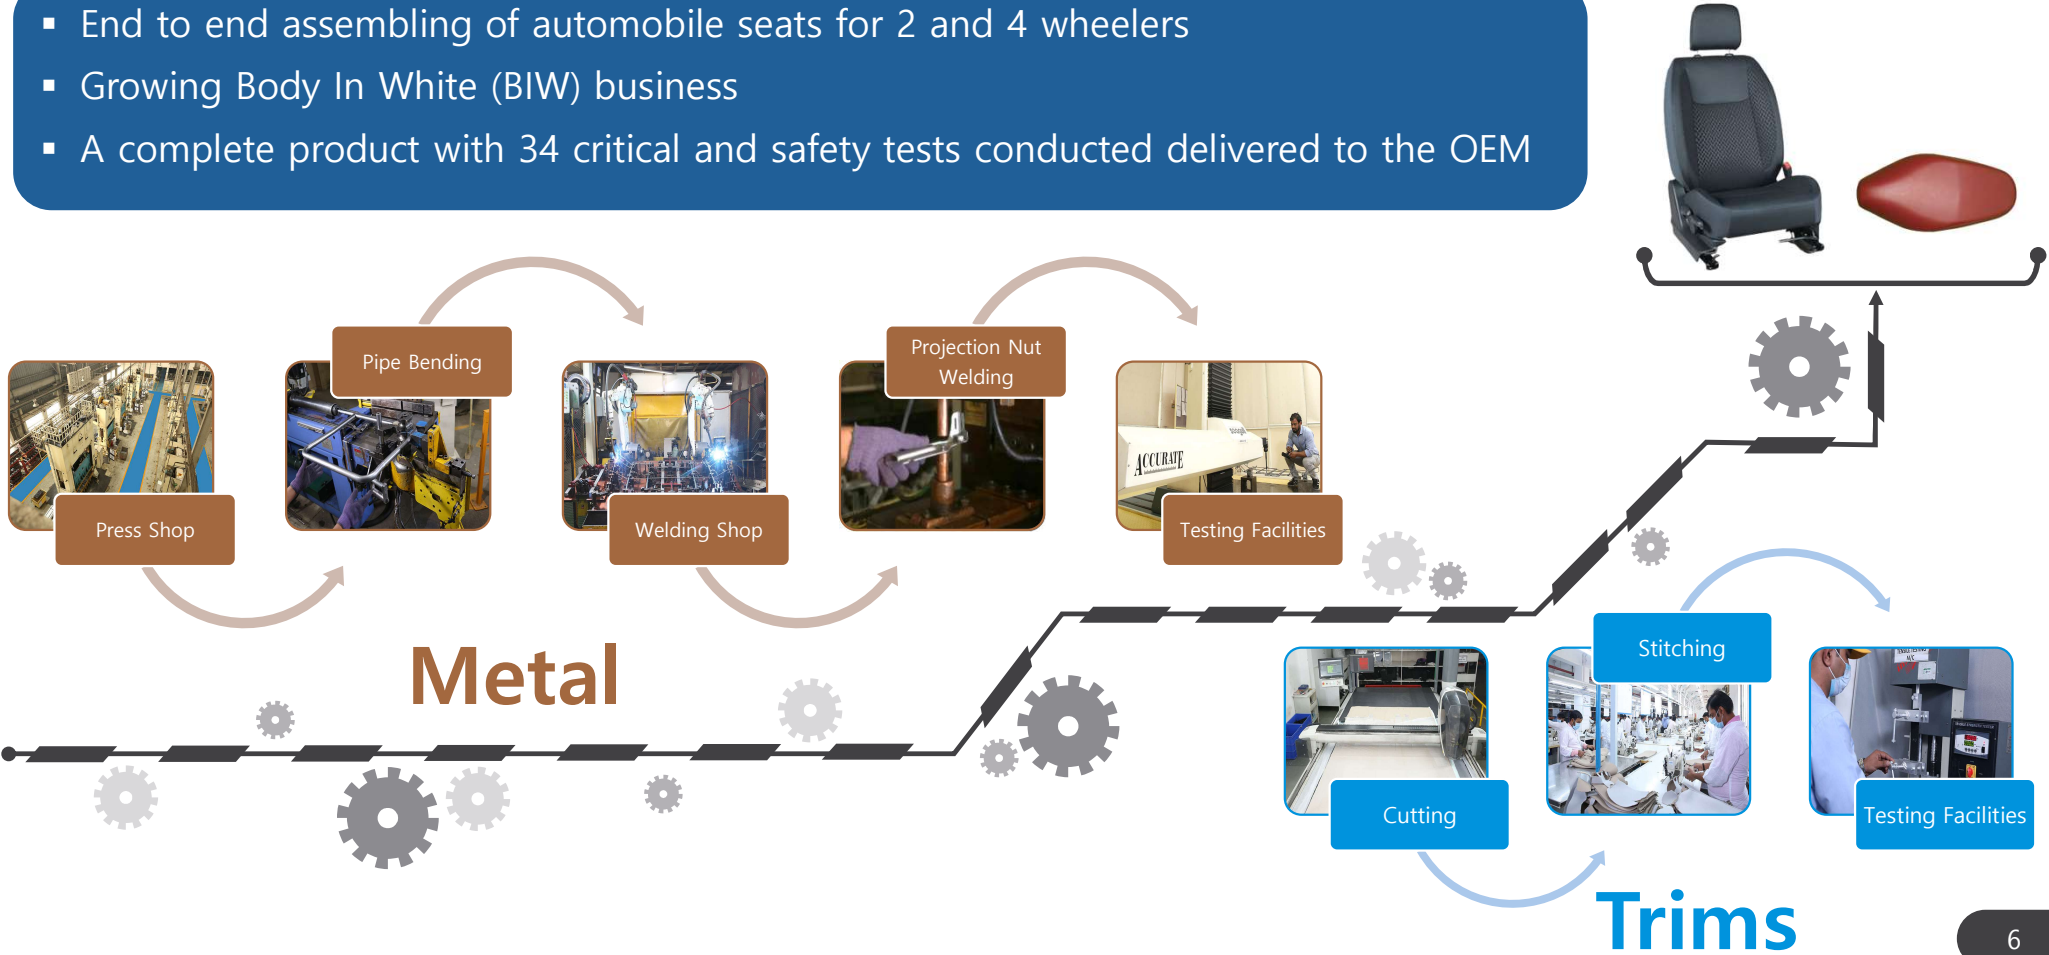 ▪ End to end assembling of automobile seats for 2 and 4 wheelers
▪ Growing Body In White (BIW) business
▪ A complete product with 34 critical and safety tests conducted delivered to the OEM
Press Shop
Pipe Bending
Welding Shop
Projection Nut
Welding
ACCURATE
Testing Facilities
Metal
Cutting
Stitching
Testing Facilities
Trims
6